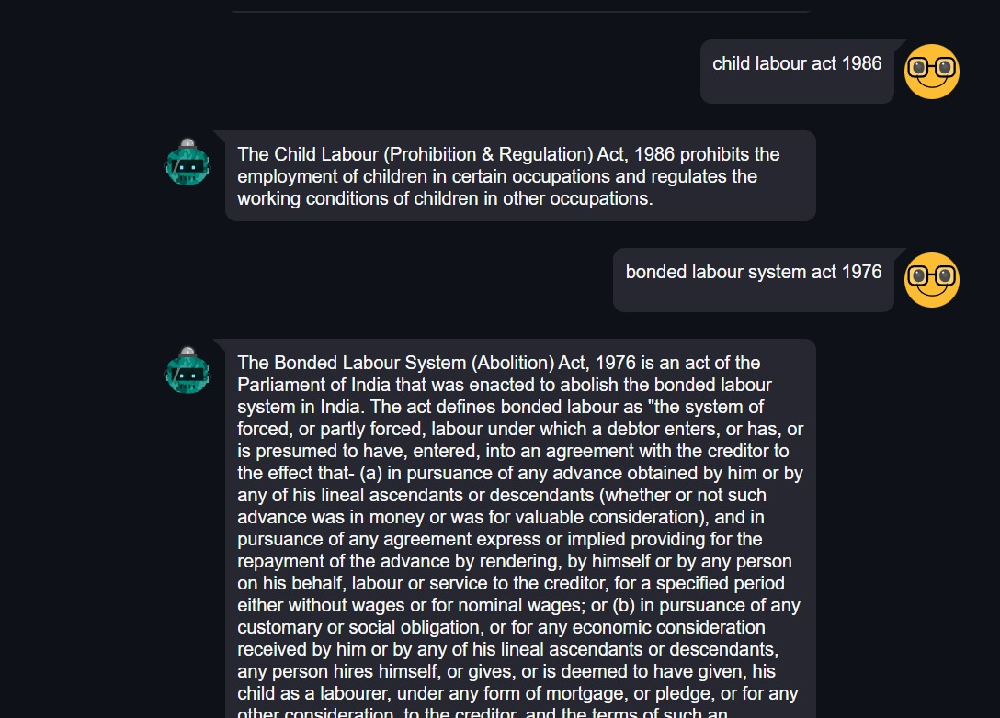 child labour act 1986
The Child Labour (Prohibition & Regulation) Act, 1986 prohibits the
employment of children in certain occupations and regulates the
working conditions of children in other occupations.
bonded labour system act 1976
The Bonded Labour System (Abolition) Act, 1976 is an act of the
Parliament of India that was enacted to abolish the bonded labour
system in India. The act defines bonded labour as "the system of
forced, or partly forced, labour under which a debtor enters, or has, or
is presumed to have, entered, into an agreement with the creditor to
the effect that- (a) in pursuance of any advance obtained by him or by
any of his lineal ascendants or descendants (whether or not such
advance was in money or was for valuable consideration), and in
pursuance of any agreement express or implied providing for the
repayment of the advance by rendering, by himself or by any person
on his behalf, labour or service to the creditor, for a specified period
either without wages or for nominal wages; or (b) in pursuance of any
customary or social obligation, or for any economic consideration
received by him or by any of his lineal ascendants or descendants,
any person hires himself, or gives, or is deemed to have given, his
child as a labourer, under any form of mortgage, or pledge, or for any
other consideration, to the creditor, and the terms of such an